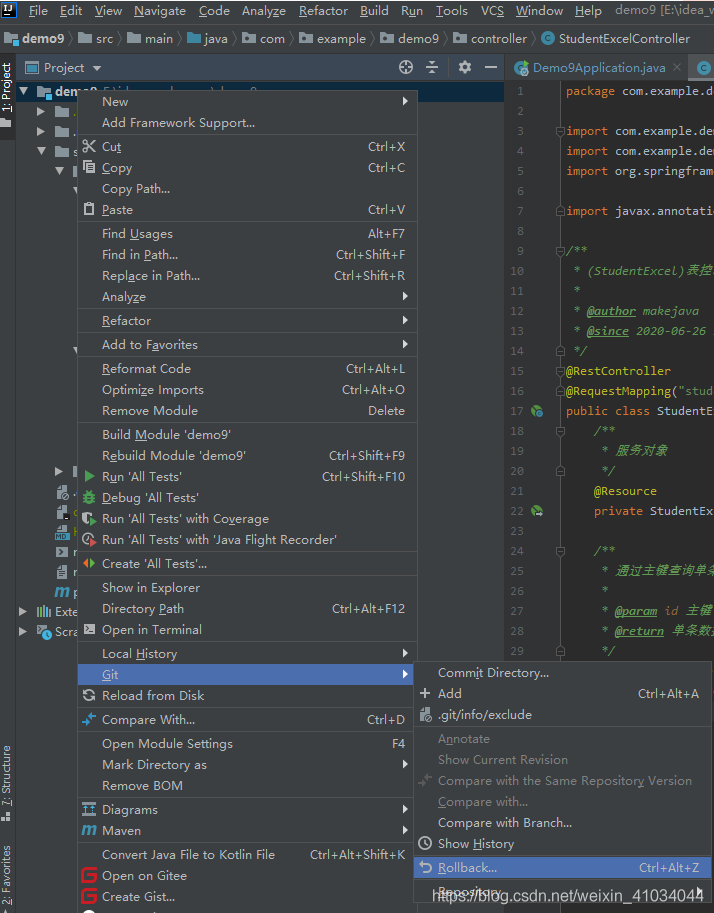 File Edit View Navigate Code Analyze Refactor Build Run Tools VCS Window Help demo9 [E:\idea_w
demo9 src main java com example demo9 controller StudentExcelController
1: Project
Project
Demo9Application.java
New
Add Framework Support...
Cut Ctrl+X
Copy Ctrl+C
Copy Path...
Paste Ctrl+V
Find Usages Alt+F7
Find in Path... Ctrl+Shift+F
Replace in Path... Ctrl+Shift+R
Analyze
Refactor
Add to Favorites
Reformat Code Ctrl+Alt+L
Optimize Imports Ctrl+Alt+O
Remove Module Delete
Build Module 'demo9'
Rebuild Module 'demo9' Ctrl+Shift+F9
Run 'All Tests' Ctrl+Shift+F10
Debug 'All Tests'
Run 'All Tests' with Coverage
Run 'All Tests' with 'Java Flight Recorder'
Create 'All Tests'...
Show in Explorer
Directory Path Ctrl+Alt+F12
Open in Terminal
Local History
Git
Reload from Disk
Compare With... Ctrl+D
Open Module Settings F4
Mark Directory as
Remove BOM
Diagrams
Maven
Convert Java File to Kotlin File Ctrl+Alt+Shift+K
Open on Gitee
Create Gist...
Exte
Scra
7: Structure
2: Favorites
1 package com.example.d
2
3 import com.example.de
4 import com.example.de
5 import org.springfram
6
7 import javax.annotati
8
9 /**
10 * (StudentExcel)表控
11 *
12 * @author makejava
13 * @since 2020-06-26
14 */
15 @RestController
16 @RequestMapping("stud
17 public class StudentE
18 /**
19 * 服务对象
20 */
21 @Resource
22 private StudentEx
23
24 /**
25 * 通过主键查询单条
26 *
27 * @param id 主键
28 * @return 单条数据
29 */
Commit Directory...
Add Ctrl+Alt+A
.git/info/exclude
Annotate
Show Current Revision
Compare with the Same Repository Version
Compare with...
Compare with Branch...
Show History
Rollback... Ctrl+Alt+Z
Repository
https://blog.csdn.net/weixin_41034044